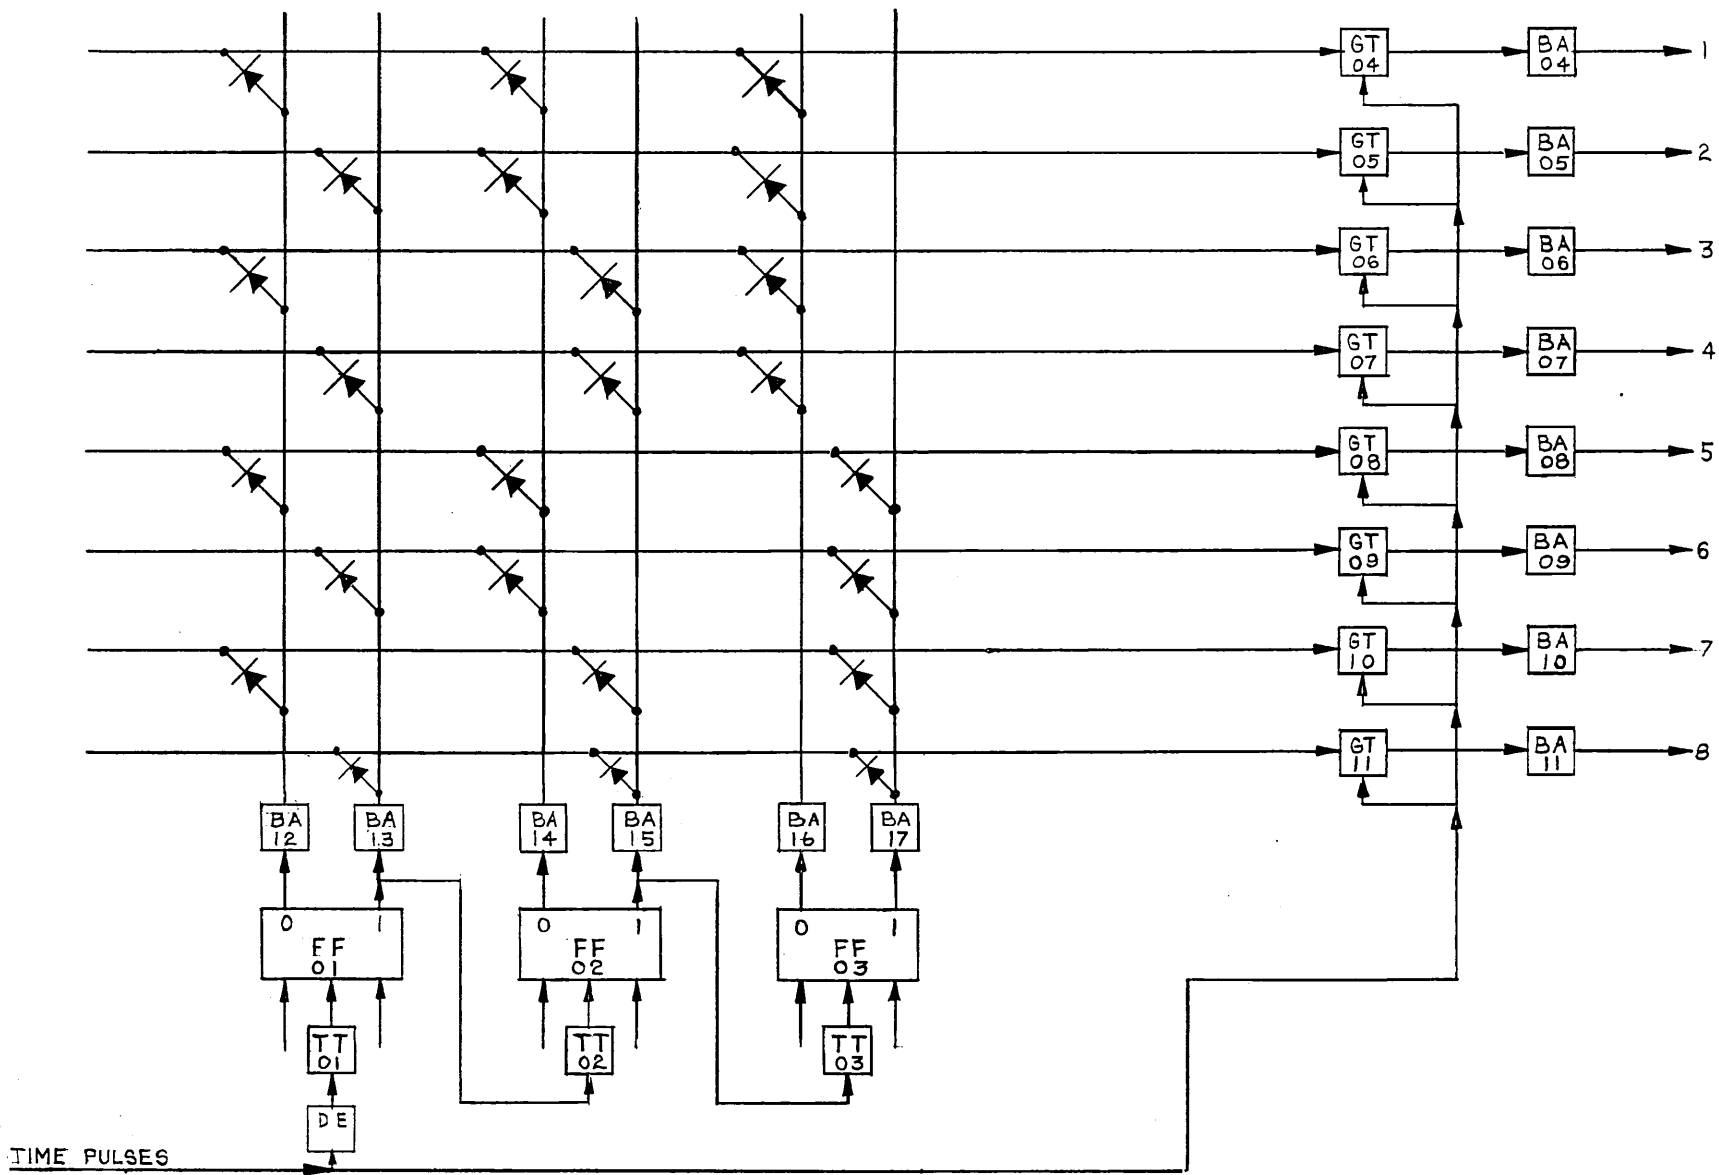 GT
04
BA
04
1
GT
05
BA
05
2
GT
06
BA
06
3
GT
07
BA
07
4
GT
08
BA
08
5
GT
09
BA
09
6
GT
10
BA
10
7
GT
11
BA
11
8
BA
12
BA
13
BA
14
BA
15
BA
16
BA
17
0 1
FF
01
0 1
FF
02
0 1
FF
03
TT
01
TT
02
TT
03
DE
TIME PULSES